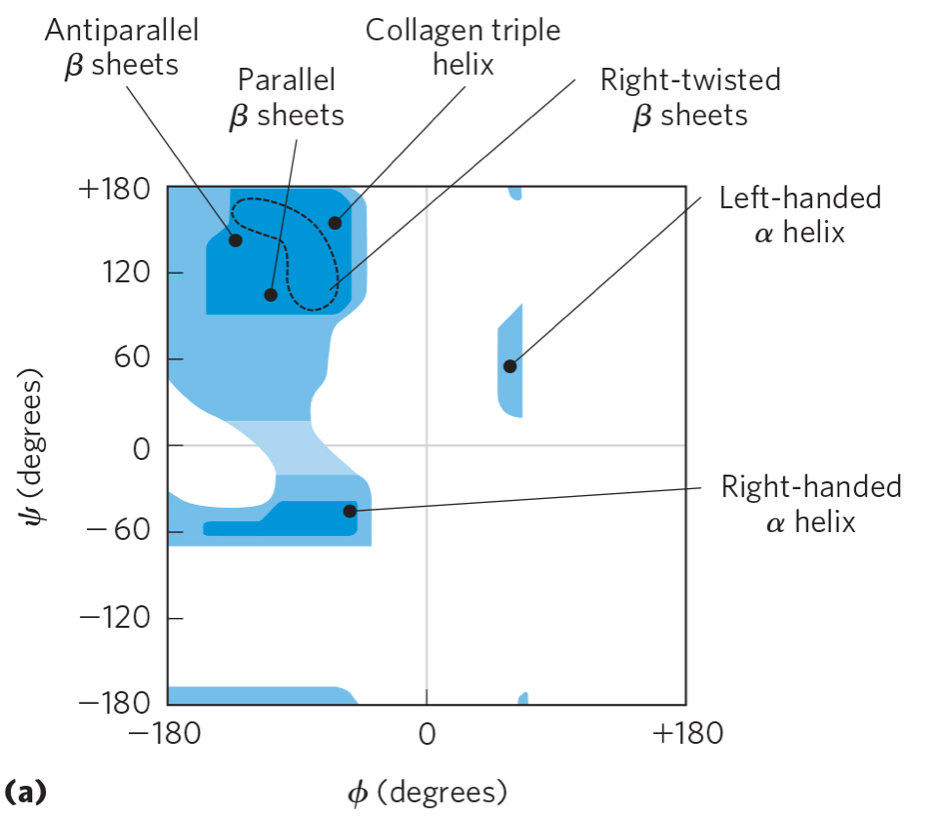 Antiparallel
β sheets
Parallel
β sheets
Collagen triple
helix
Right-twisted
β sheets
Left-handed
α helix
Right-handed
α helix
+180
120
60
0
−60
−120
−180
ψ (degrees)
−180
0
+180
ϕ (degrees)
(a)